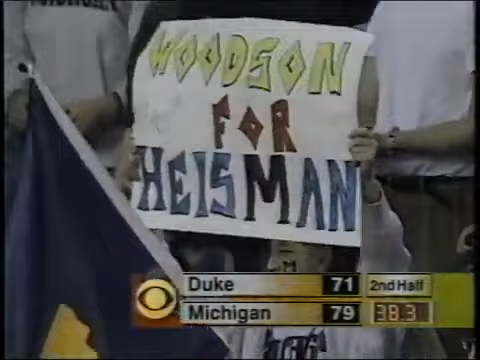 WOODSON
FOR
HEISMAN
Duke 71 2nd Half
Michigan 79 38.3